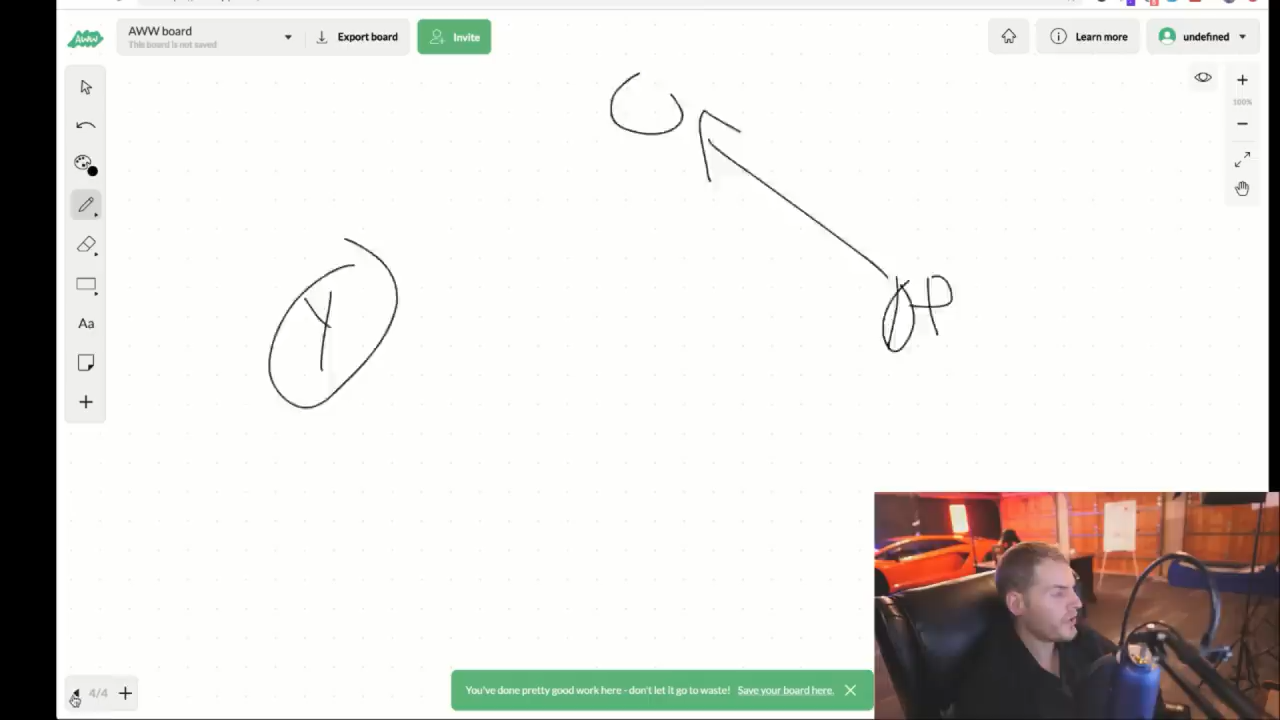 AWW
AWW board
This board is not saved
Export board
Invite
Learn more
undefined
100%
Aa
Y
4/4
You've done pretty good work here - don't let it go to waste! Save your board here.